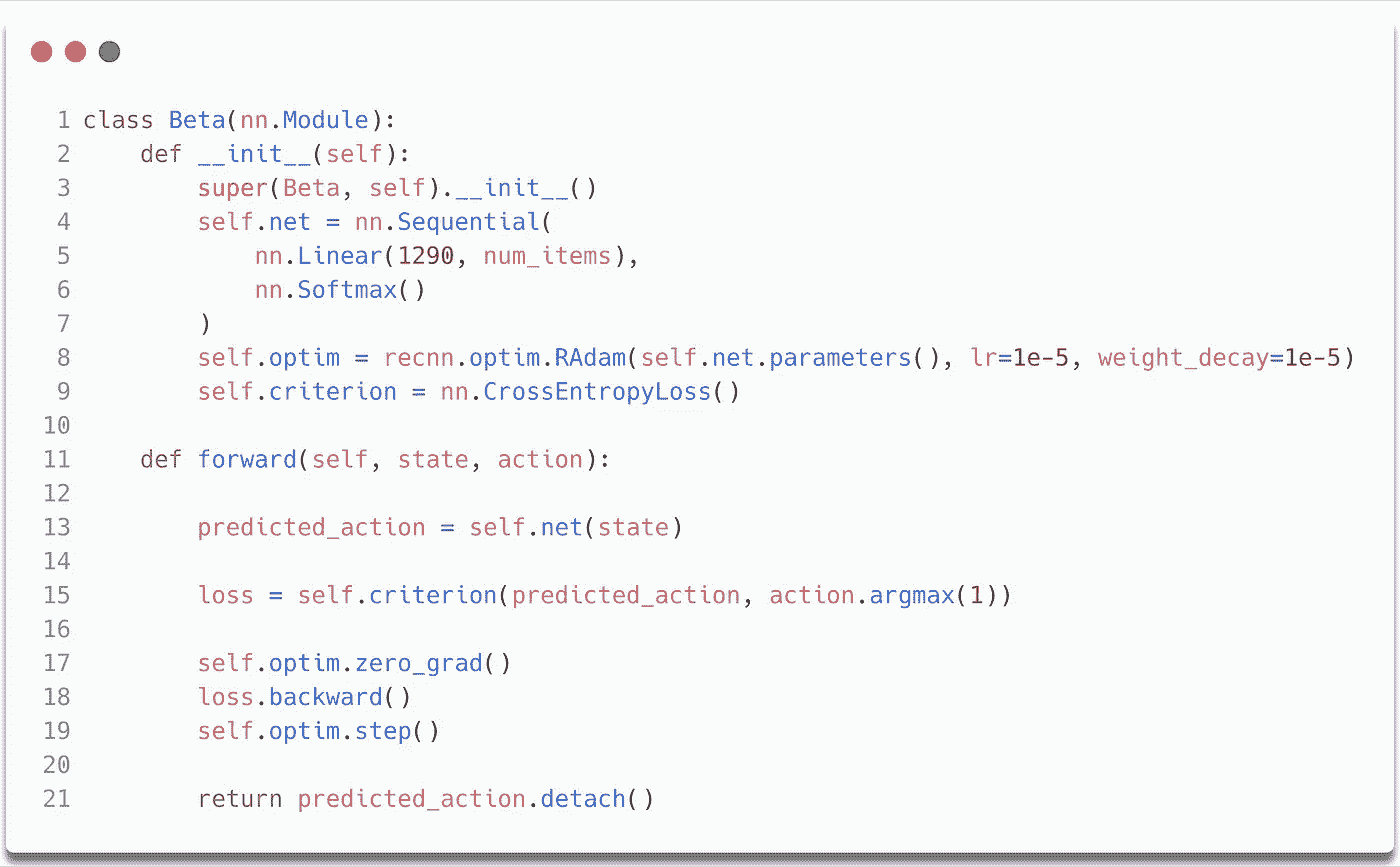 1 class Beta(nn.Module):
2     def __init__(self):
3         super(Beta, self).__init__()
4         self.net = nn.Sequential(
5             nn.Linear(1290, num_items),
6             nn.Softmax()
7         )
8         self.optim = recnn.optim.RAdam(self.net.parameters(), lr=1e-5, weight_decay=1e-5)
9         self.criterion = nn.CrossEntropyLoss()
10
11     def forward(self, state, action):
12
13         predicted_action = self.net(state)
14
15         loss = self.criterion(predicted_action, action.argmax(1))
16
17         self.optim.zero_grad()
18         loss.backward()
19         self.optim.step()
20
21         return predicted_action.detach()